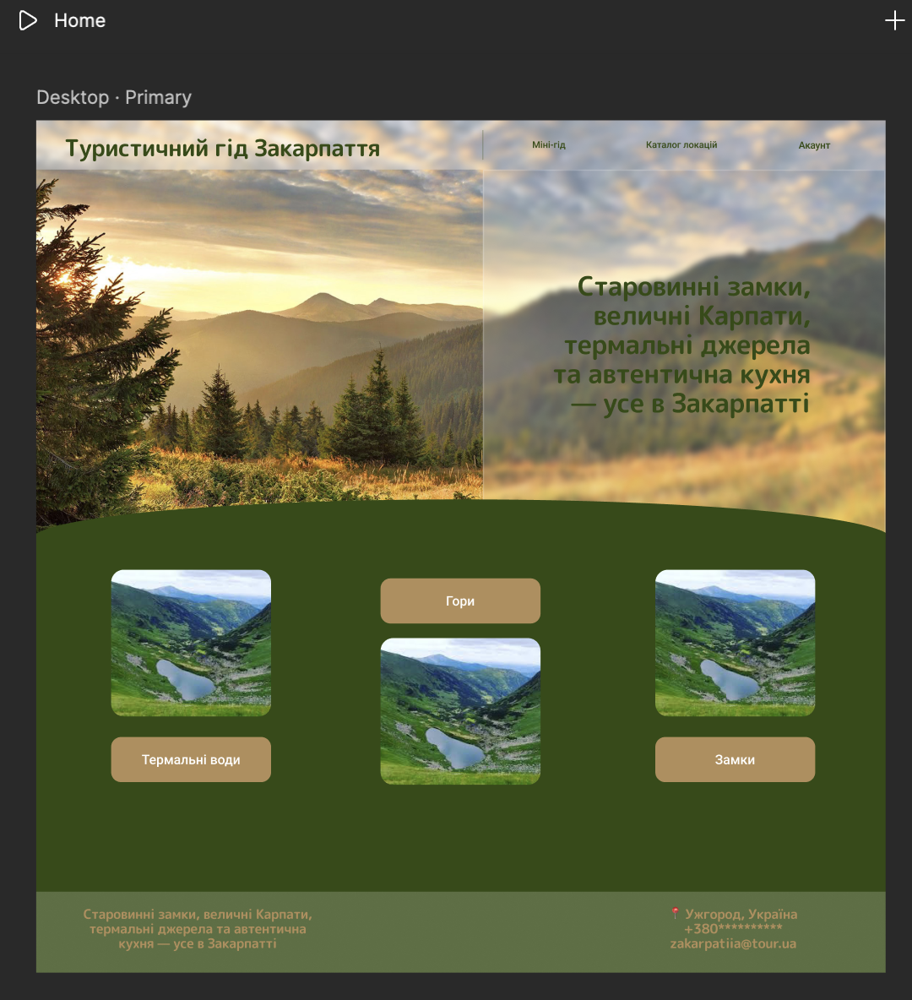 Home
Desktop · Primary
Туристичний гід Закарпаття
Міні-гід
Каталог локацій
Акаунт
Старовинні замки,
величні Карпати,
термальні джерела
та автентична кухня
— усе в Закарпатті
Гори
Термальні води
Замки
Старовинні замки, величні Карпати,
термальні джерела та автентична
кухня — усе в Закарпатті
📍 Ужгород, Україна
+380**********
zakarpatiia@tour.ua